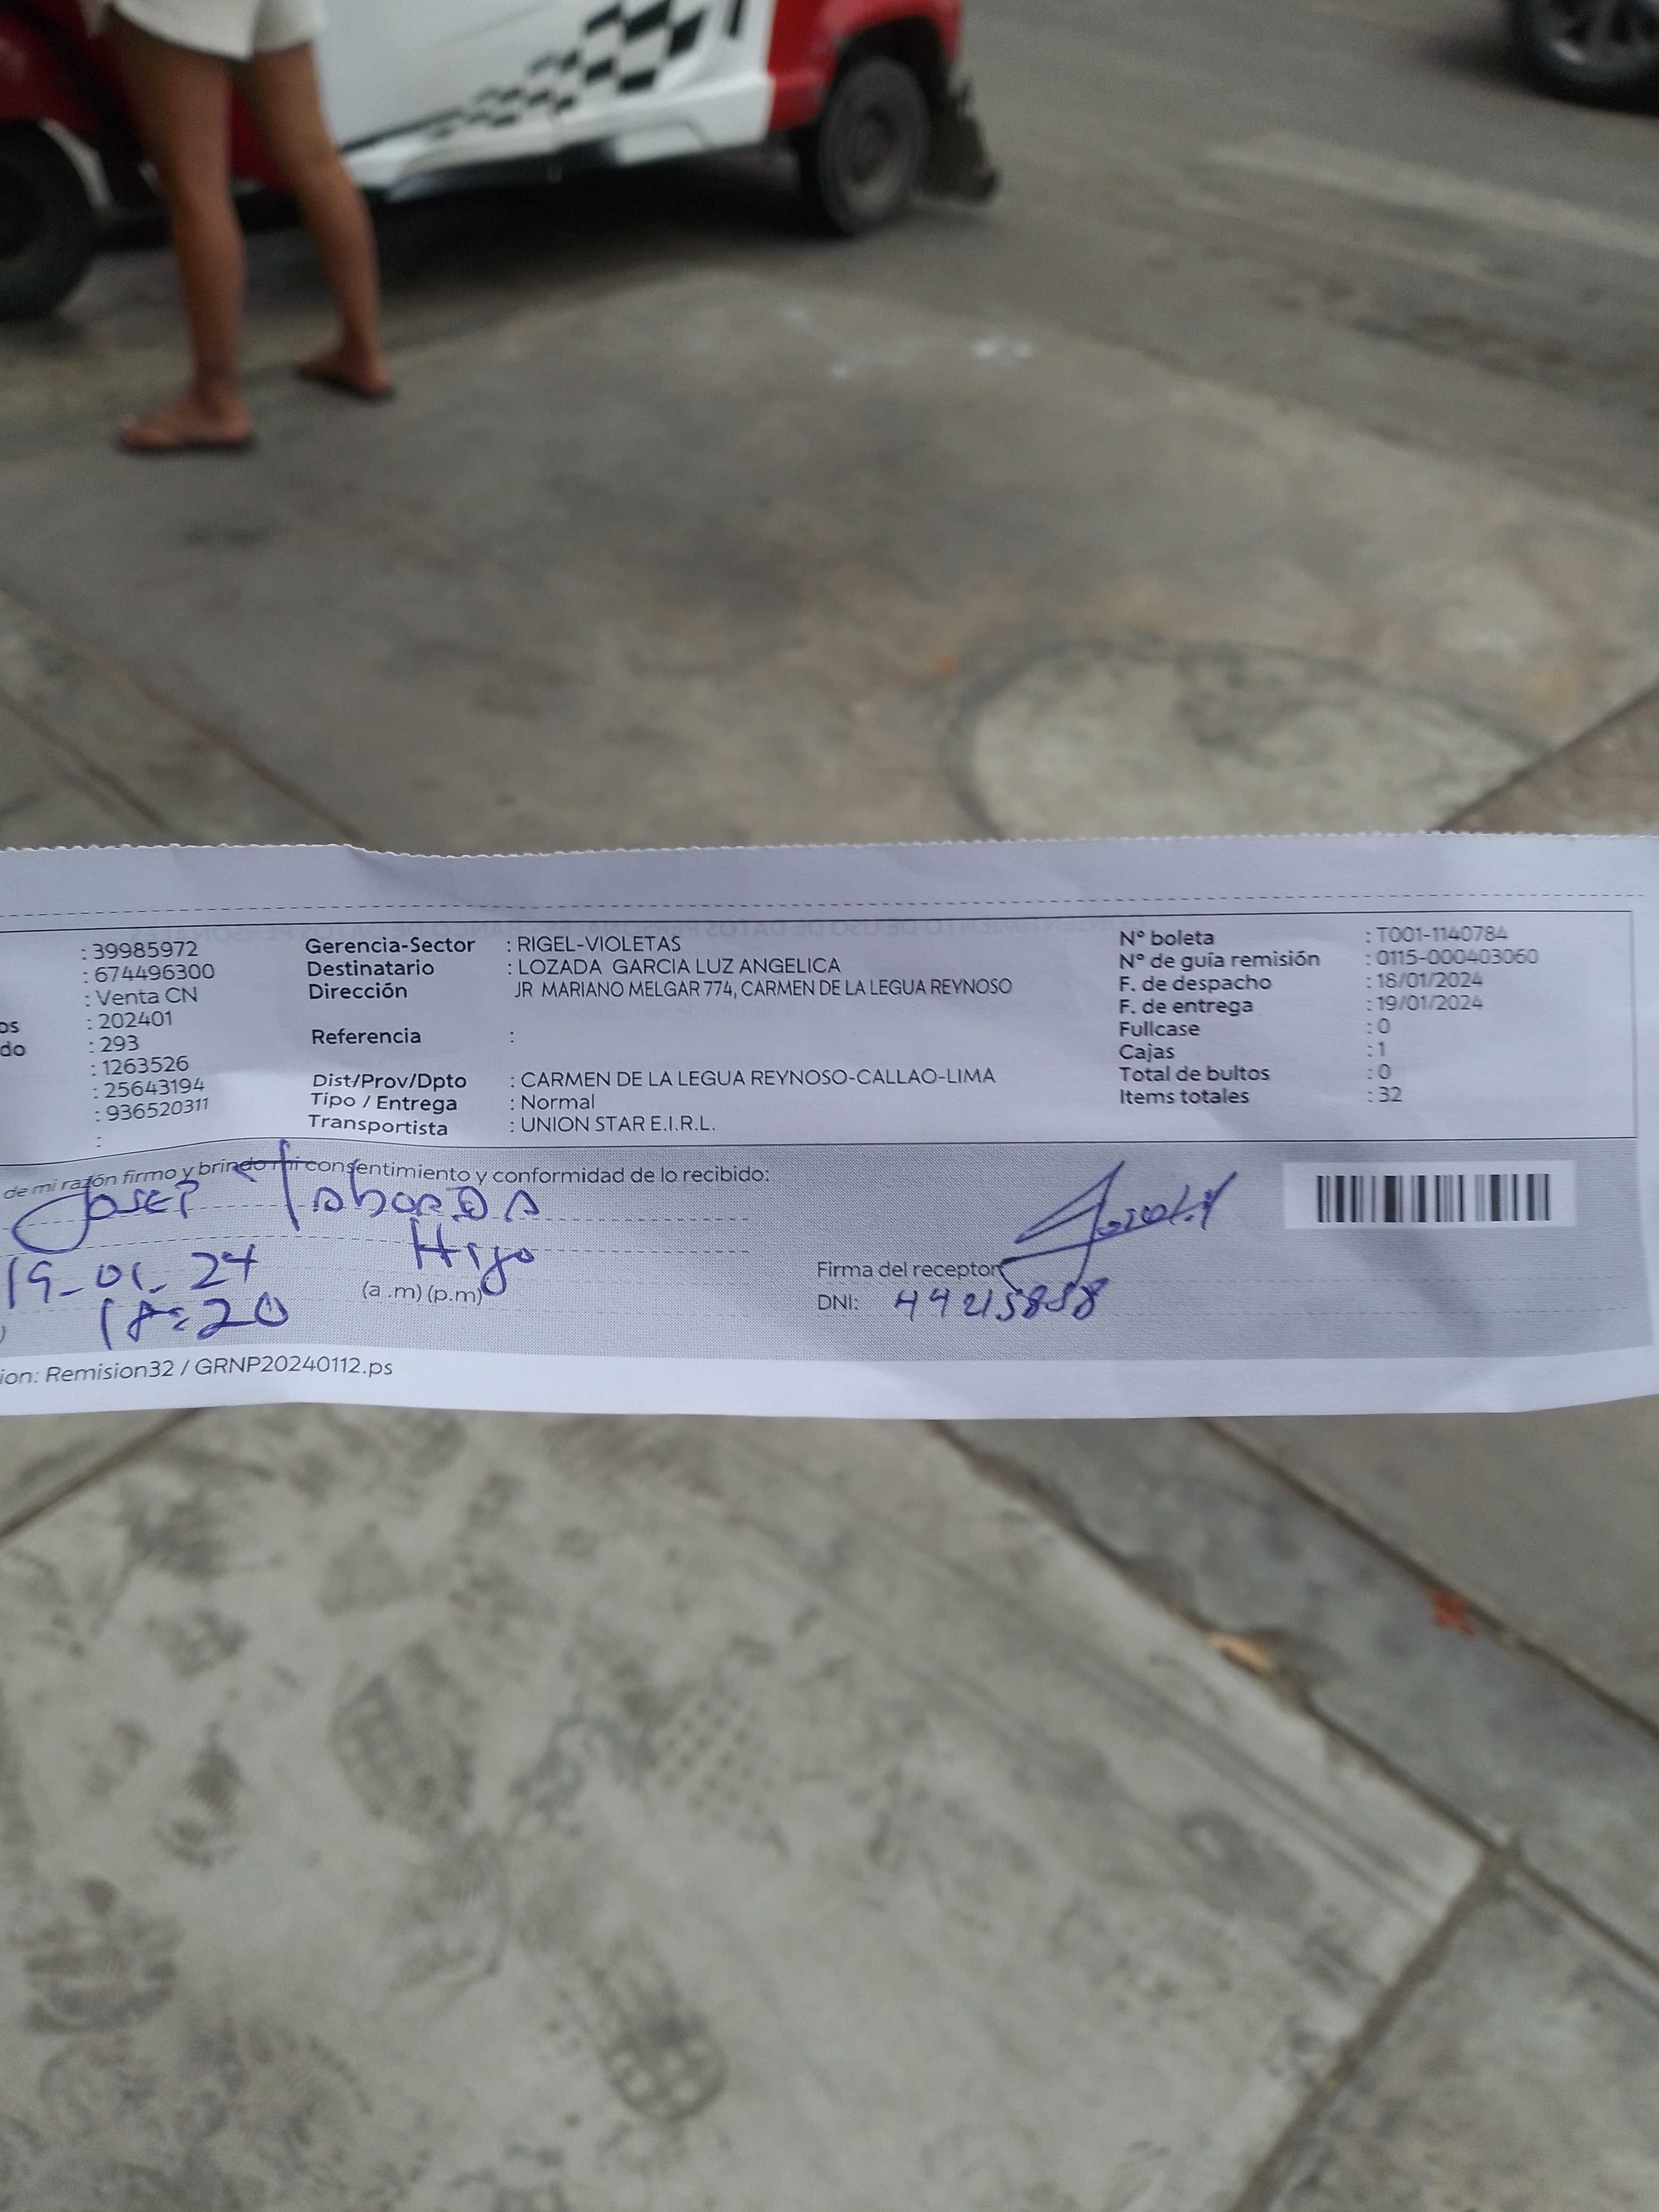 : 39985972
: 674496300
: Venta CN
os : 202401
do : 293
: 1263526
: 25643194
: 936520311
:
Gerencia-Sector : RIGEL-VIOLETAS
Destinatario : LOZADA GARCIA LUZ ANGELICA
Dirección JR MARIANO MELGAR 774, CARMEN DE LA LEGUA REYNOSO
Referencia :
Dist/Prov/Dpto : CARMEN DE LA LEGUA REYNOSO-CALLAO-LIMA
Tipo / Entrega : Normal
Transportista : UNION STAR E.I.R.L.
N° boleta : T001-1140784
N° de guía remisión : 0115-000403060
F. de despacho : 18/01/2024
F. de entrega : 19/01/2024
Fullcase : 0
Cajas : 1
Total de bultos : 0
Items totales : 32
de mi razón firmo y brindo mi consentimiento y conformidad de lo recibido:
Josep Taborda
Hijo
19-01-24
(a .m) (p.m)
Firma del receptor
DNI:
ion: Remision32 / GRNP20240112.ps